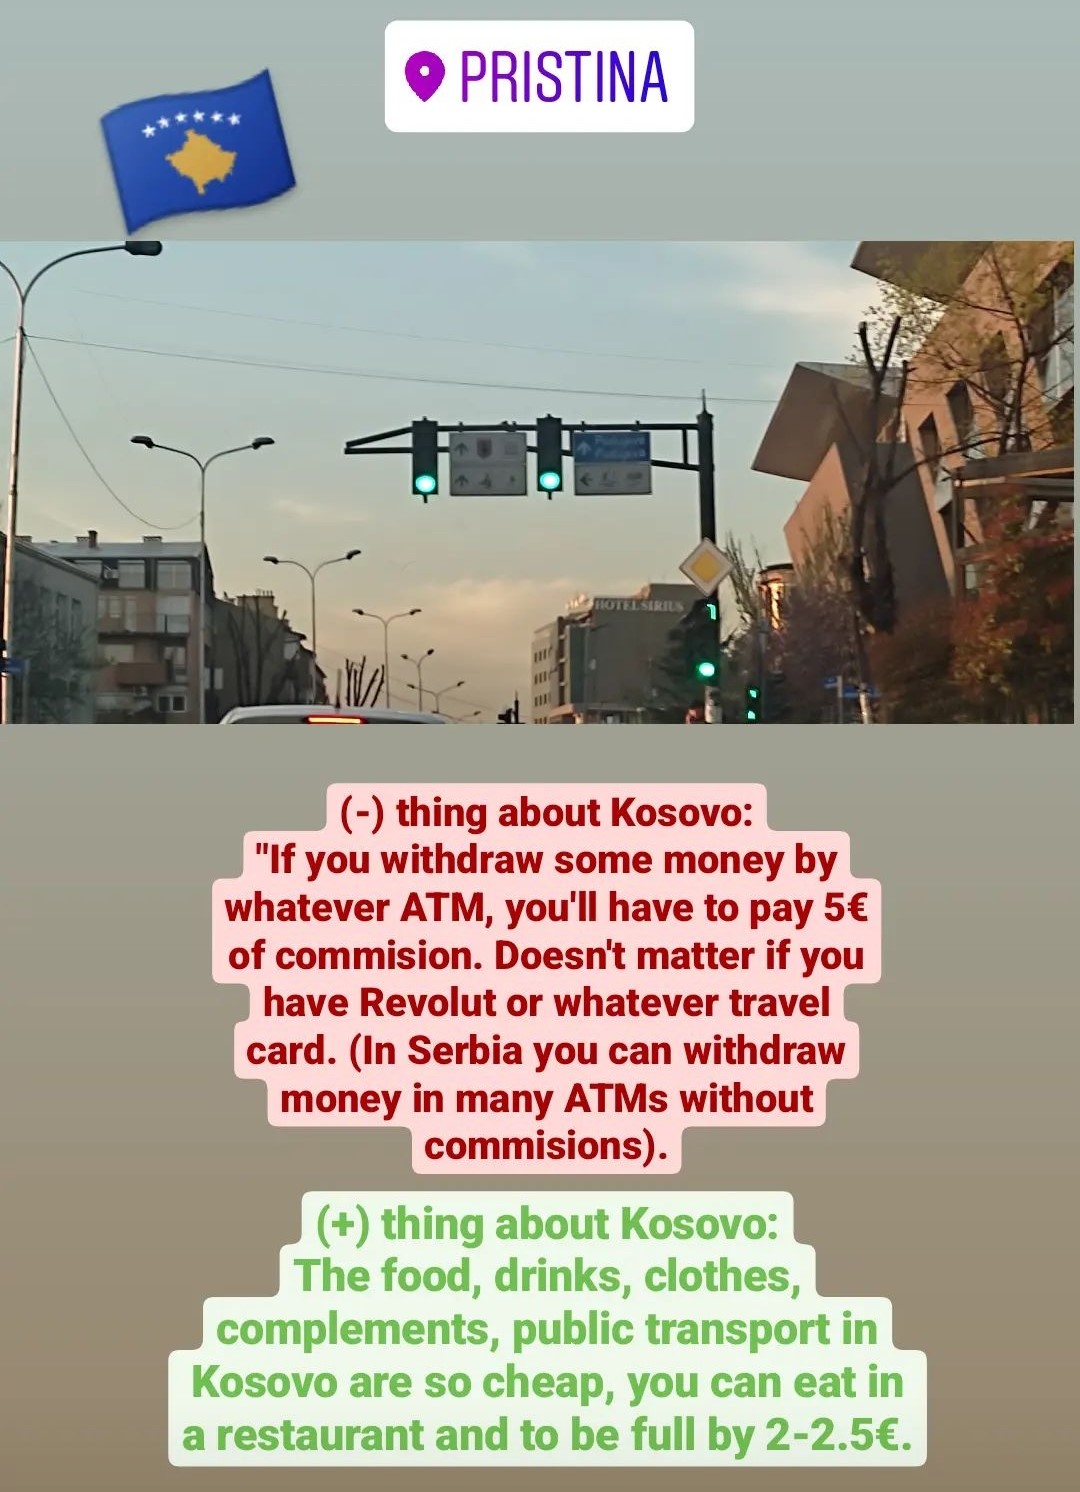 PRISTINA
Podujevë
Podujevo
HOTEL SIRIUS
(-) thing about Kosovo:
"If you withdraw some money by
whatever ATM, you'll have to pay 5€
of commision. Doesn't matter if you
have Revolut or whatever travel
card. (In Serbia you can withdraw
money in many ATMs without
commisions).
(+) thing about Kosovo:
The food, drinks, clothes,
complements, public transport in
Kosovo are so cheap, you can eat in
a restaurant and to be full by 2-2.5€.